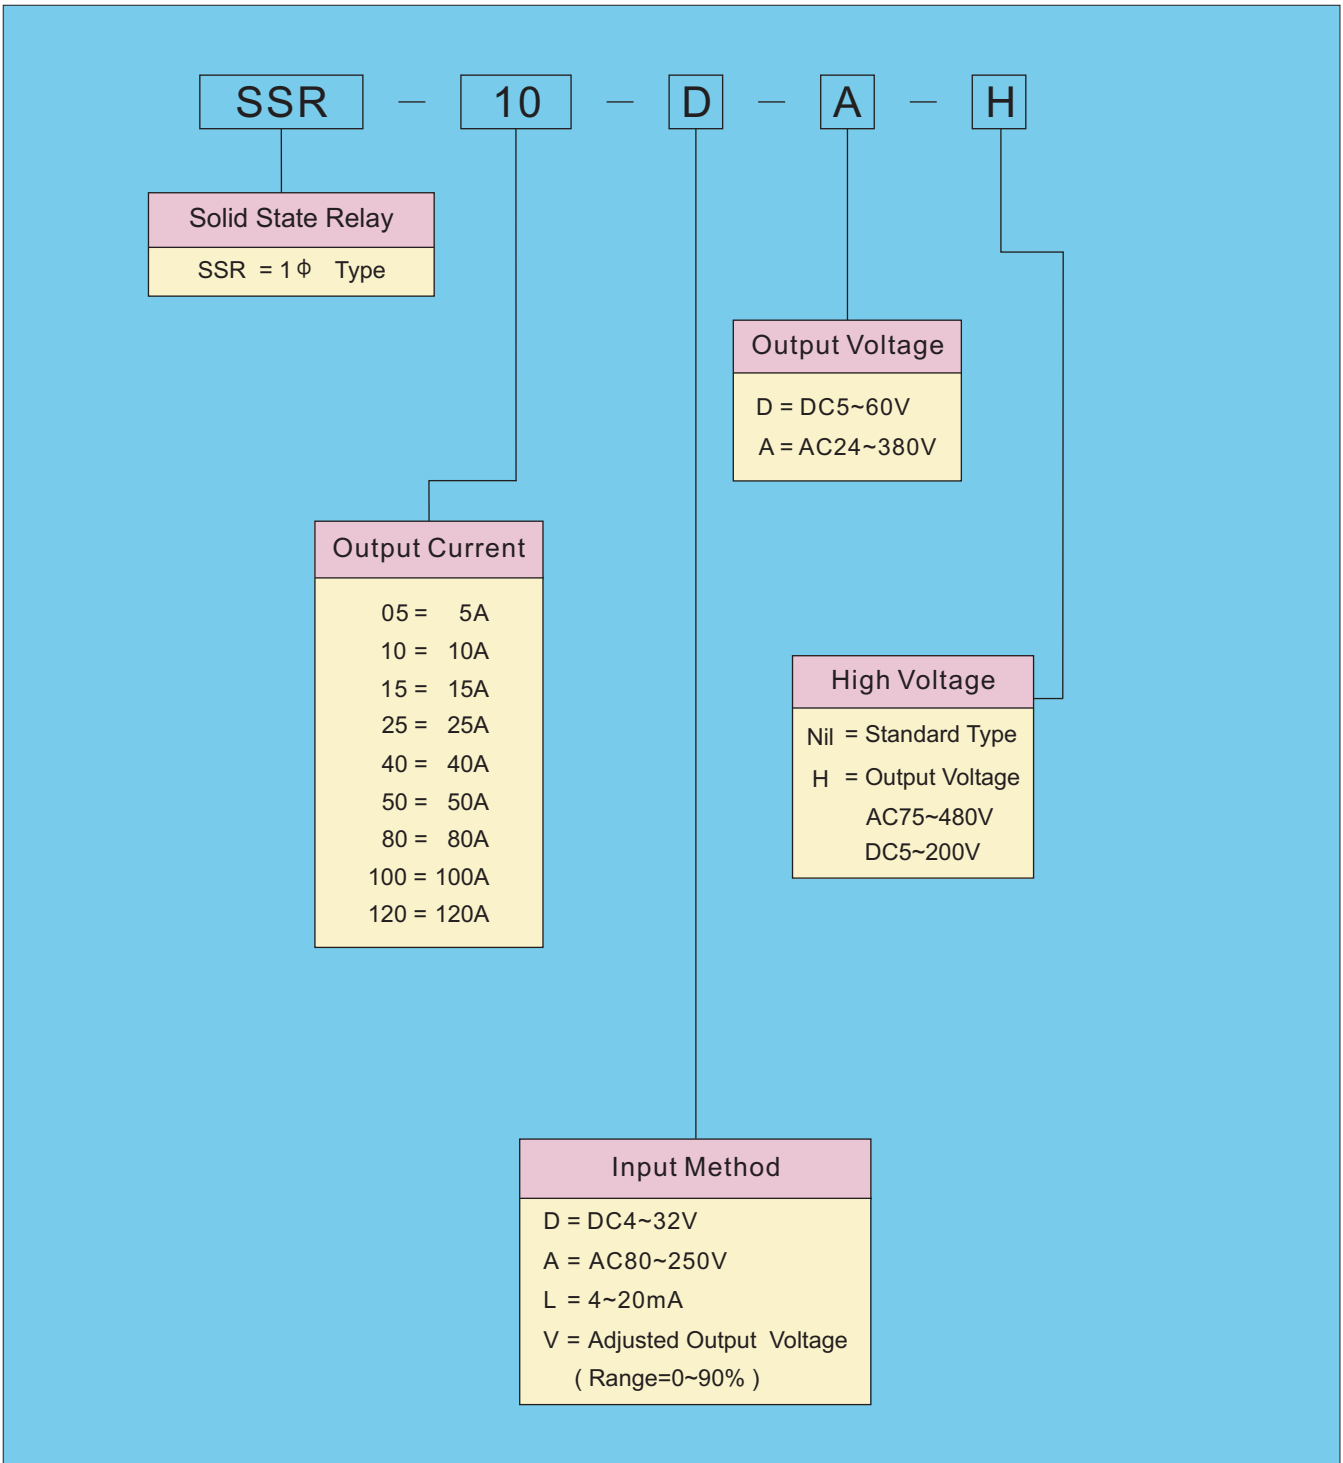 SSR — 10 — D — A — H
Solid State Relay
SSR = 1Φ Type
Output Voltage
D = DC5~60V
A = AC24~380V
Output Current
05 = 5A
10 = 10A
15 = 15A
25 = 25A
40 = 40A
50 = 50A
80 = 80A
100 = 100A
120 = 120A
High Voltage
Nil = Standard Type
H = Output Voltage
AC75~480V
DC5~200V
Input Method
D = DC4~32V
A = AC80~250V
L = 4~20mA
V = Adjusted Output Voltage
( Range=0~90% )